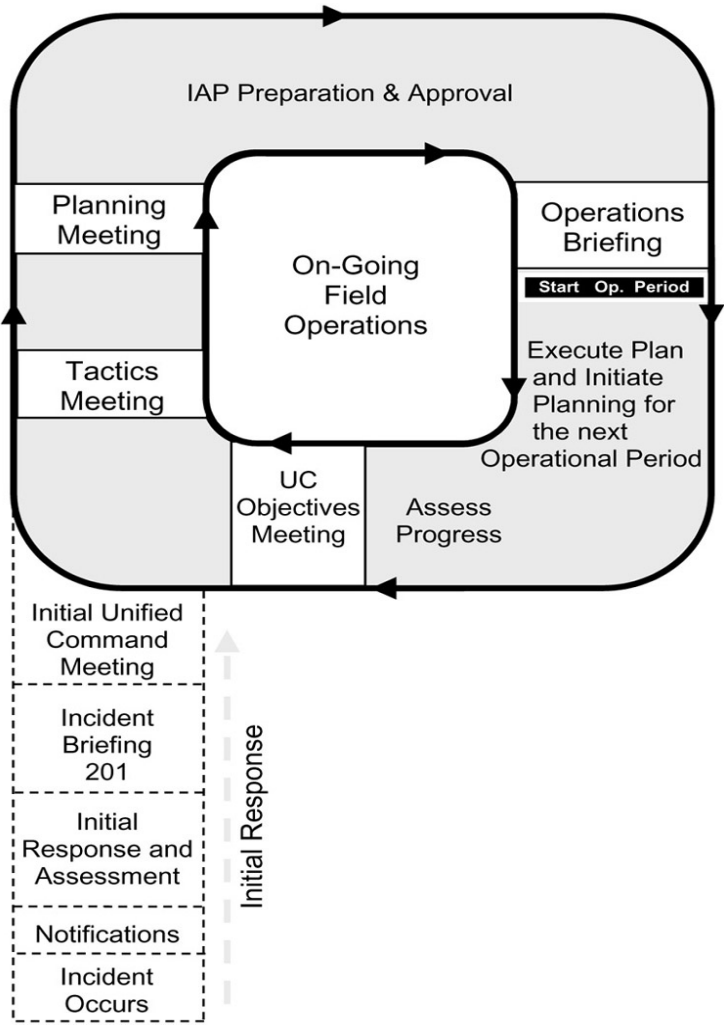 IAP Preparation & Approval
Planning
Meeting
Operations
Briefing
On-Going
Field
Operations
Start Op. Period
Tactics
Meeting
Execute Plan
and Initiate
Planning for
the next
Operational Period
UC
Objectives
Meeting
Assess
Progress
Initial Unified
Command
Meeting
Incident
Briefing
201
Initial
Response and
Assessment
Notifications
Incident
Occurs
Initial Response